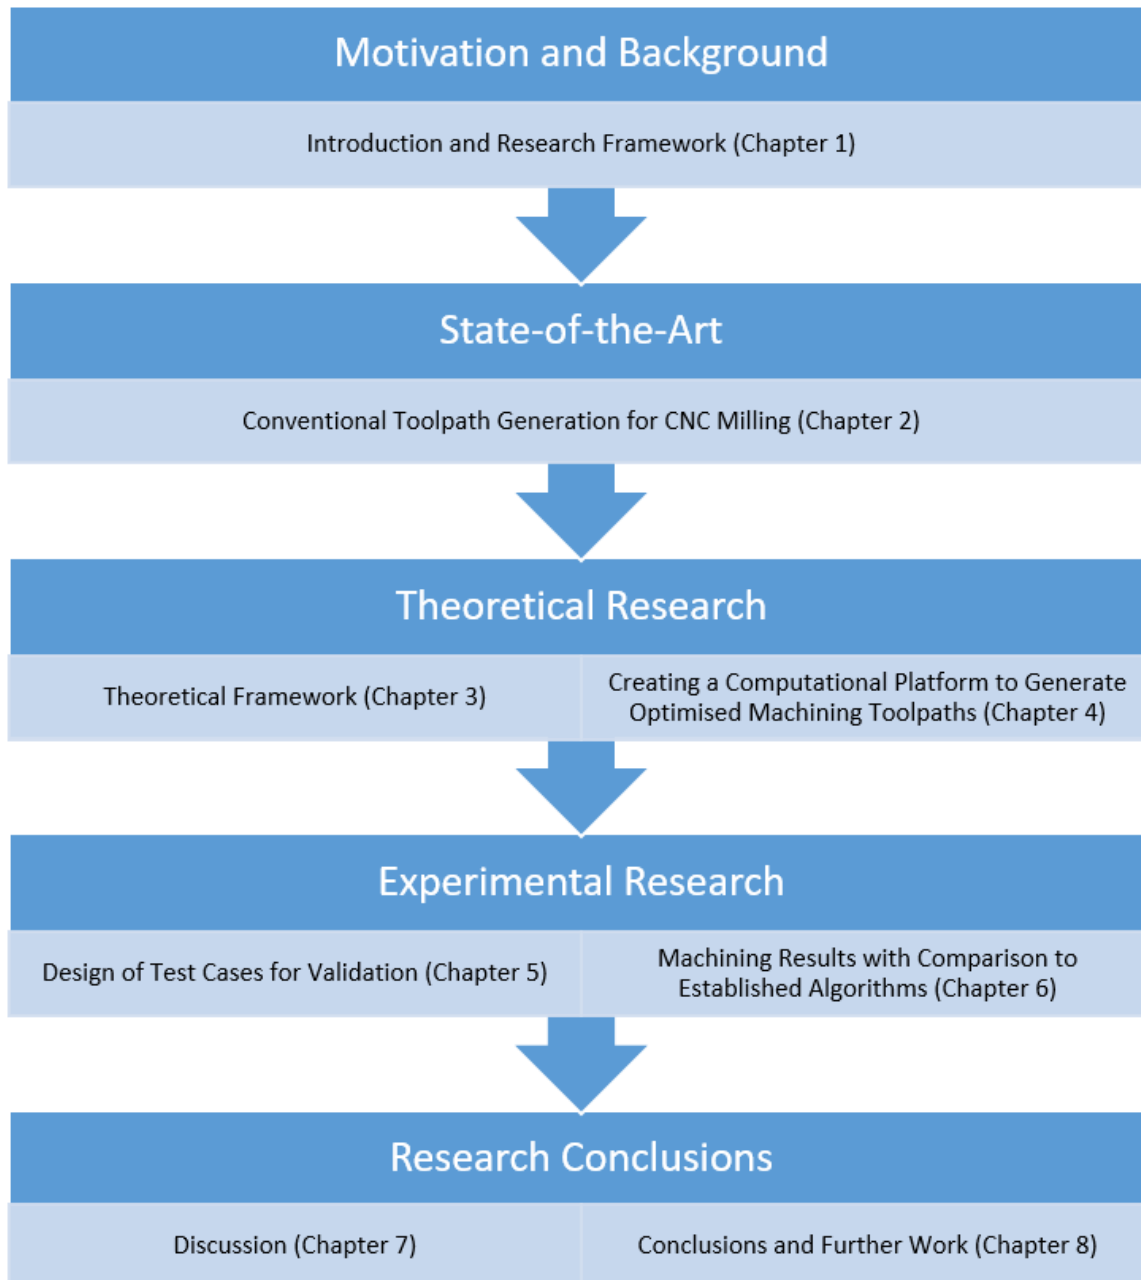 Motivation and Background
Introduction and Research Framework (Chapter 1)
State-of-the-Art
Conventional Toolpath Generation for CNC Milling (Chapter 2)
Theoretical Research
Theoretical Framework (Chapter 3)
Creating a Computational Platform to Generate
Optimised Machining Toolpaths (Chapter 4)
Experimental Research
Design of Test Cases for Validation (Chapter 5)
Machining Results with Comparison to
Established Algorithms (Chapter 6)
Research Conclusions
Discussion (Chapter 7)
Conclusions and Further Work (Chapter 8)